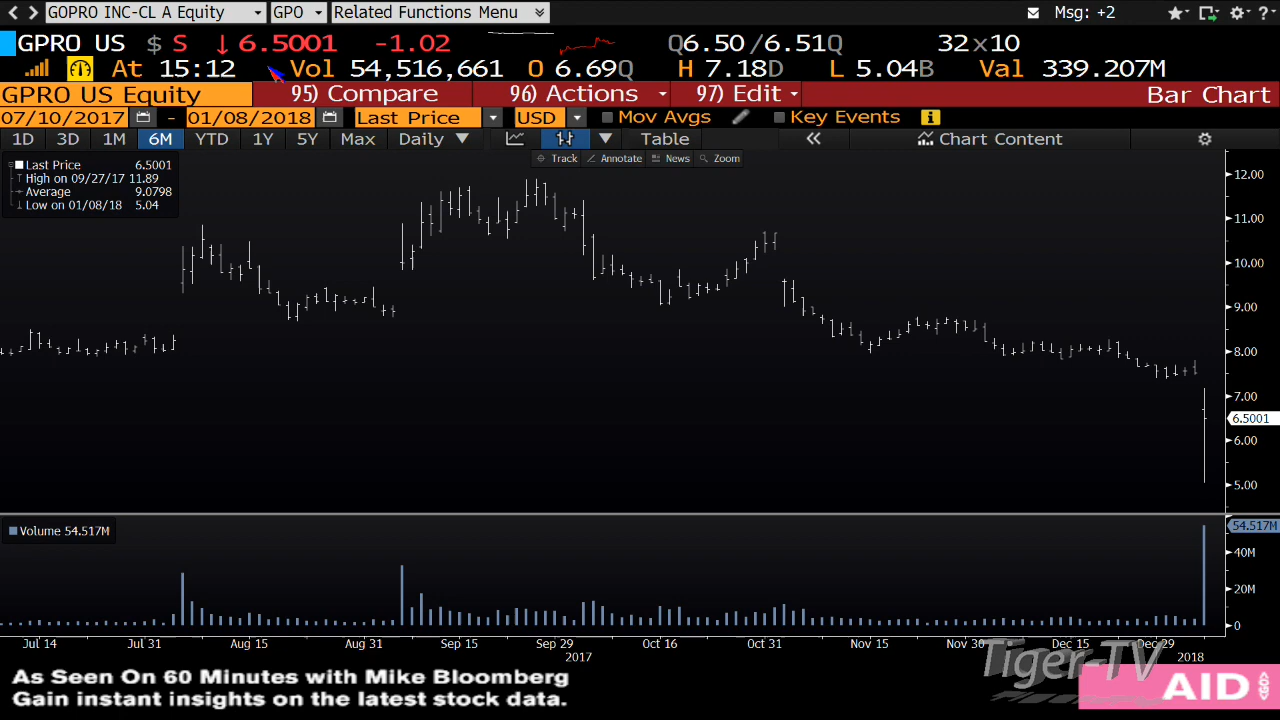 GOPRO INC-CL A Equity GPO Related Functions Menu Msg: +2 ?
GPRO US $ S ↓ 6.5001 -1.02 Q6.50/6.51Q 32x10
At 15:12 Vol 54,516,661 O 6.69Q H 7.18D L 5.04B Val 339.207M
GPRO US Equity 95) Compare 96) Actions 97) Edit Bar Chart
07/10/2017 - 01/08/2018 Last Price USD Mov Avgs Key Events i
1D 3D 1M 6M YTD 1Y 5Y Max Daily Table « Chart Content
Track Annotate News Zoom
Last Price 6.5001
High on 09/27/17 11.89
Average 9.0798
Low on 01/08/18 5.04
12.00
11.00
10.00
9.00
8.00
7.00
6.5001
6.00
5.00
Volume 54.517M
54.517M
40M
20M
0
Jul 14 Jul 31 Aug 15 Aug 31 Sep 15 Sep 29 Oct 16 Oct 31 Nov 15 Nov 30 Dec 15 Dec 29
2017 2018
Tiger-TV
As Seen On 60 Minutes with Mike Bloomberg
Gain instant insights on the latest stock data.
AID